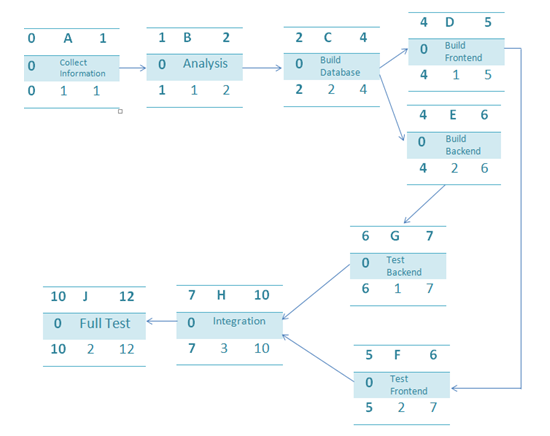 0 A 1
0 Collect
Information
0 1 1
1 B 2
0 Analysis
1 1 2
2 C 4
0 Build
Database
2 2 4
4 D 5
0 Build
Frontend
4 1 5
4 E 6
0 Build
Backend
4 2 6
6 G 7
0 Test
Backend
6 1 7
10 J 12
0 Full Test
10 2 12
7 H 10
0 Integration
7 3 10
5 F 6
0 Test
Frontend
5 2 7